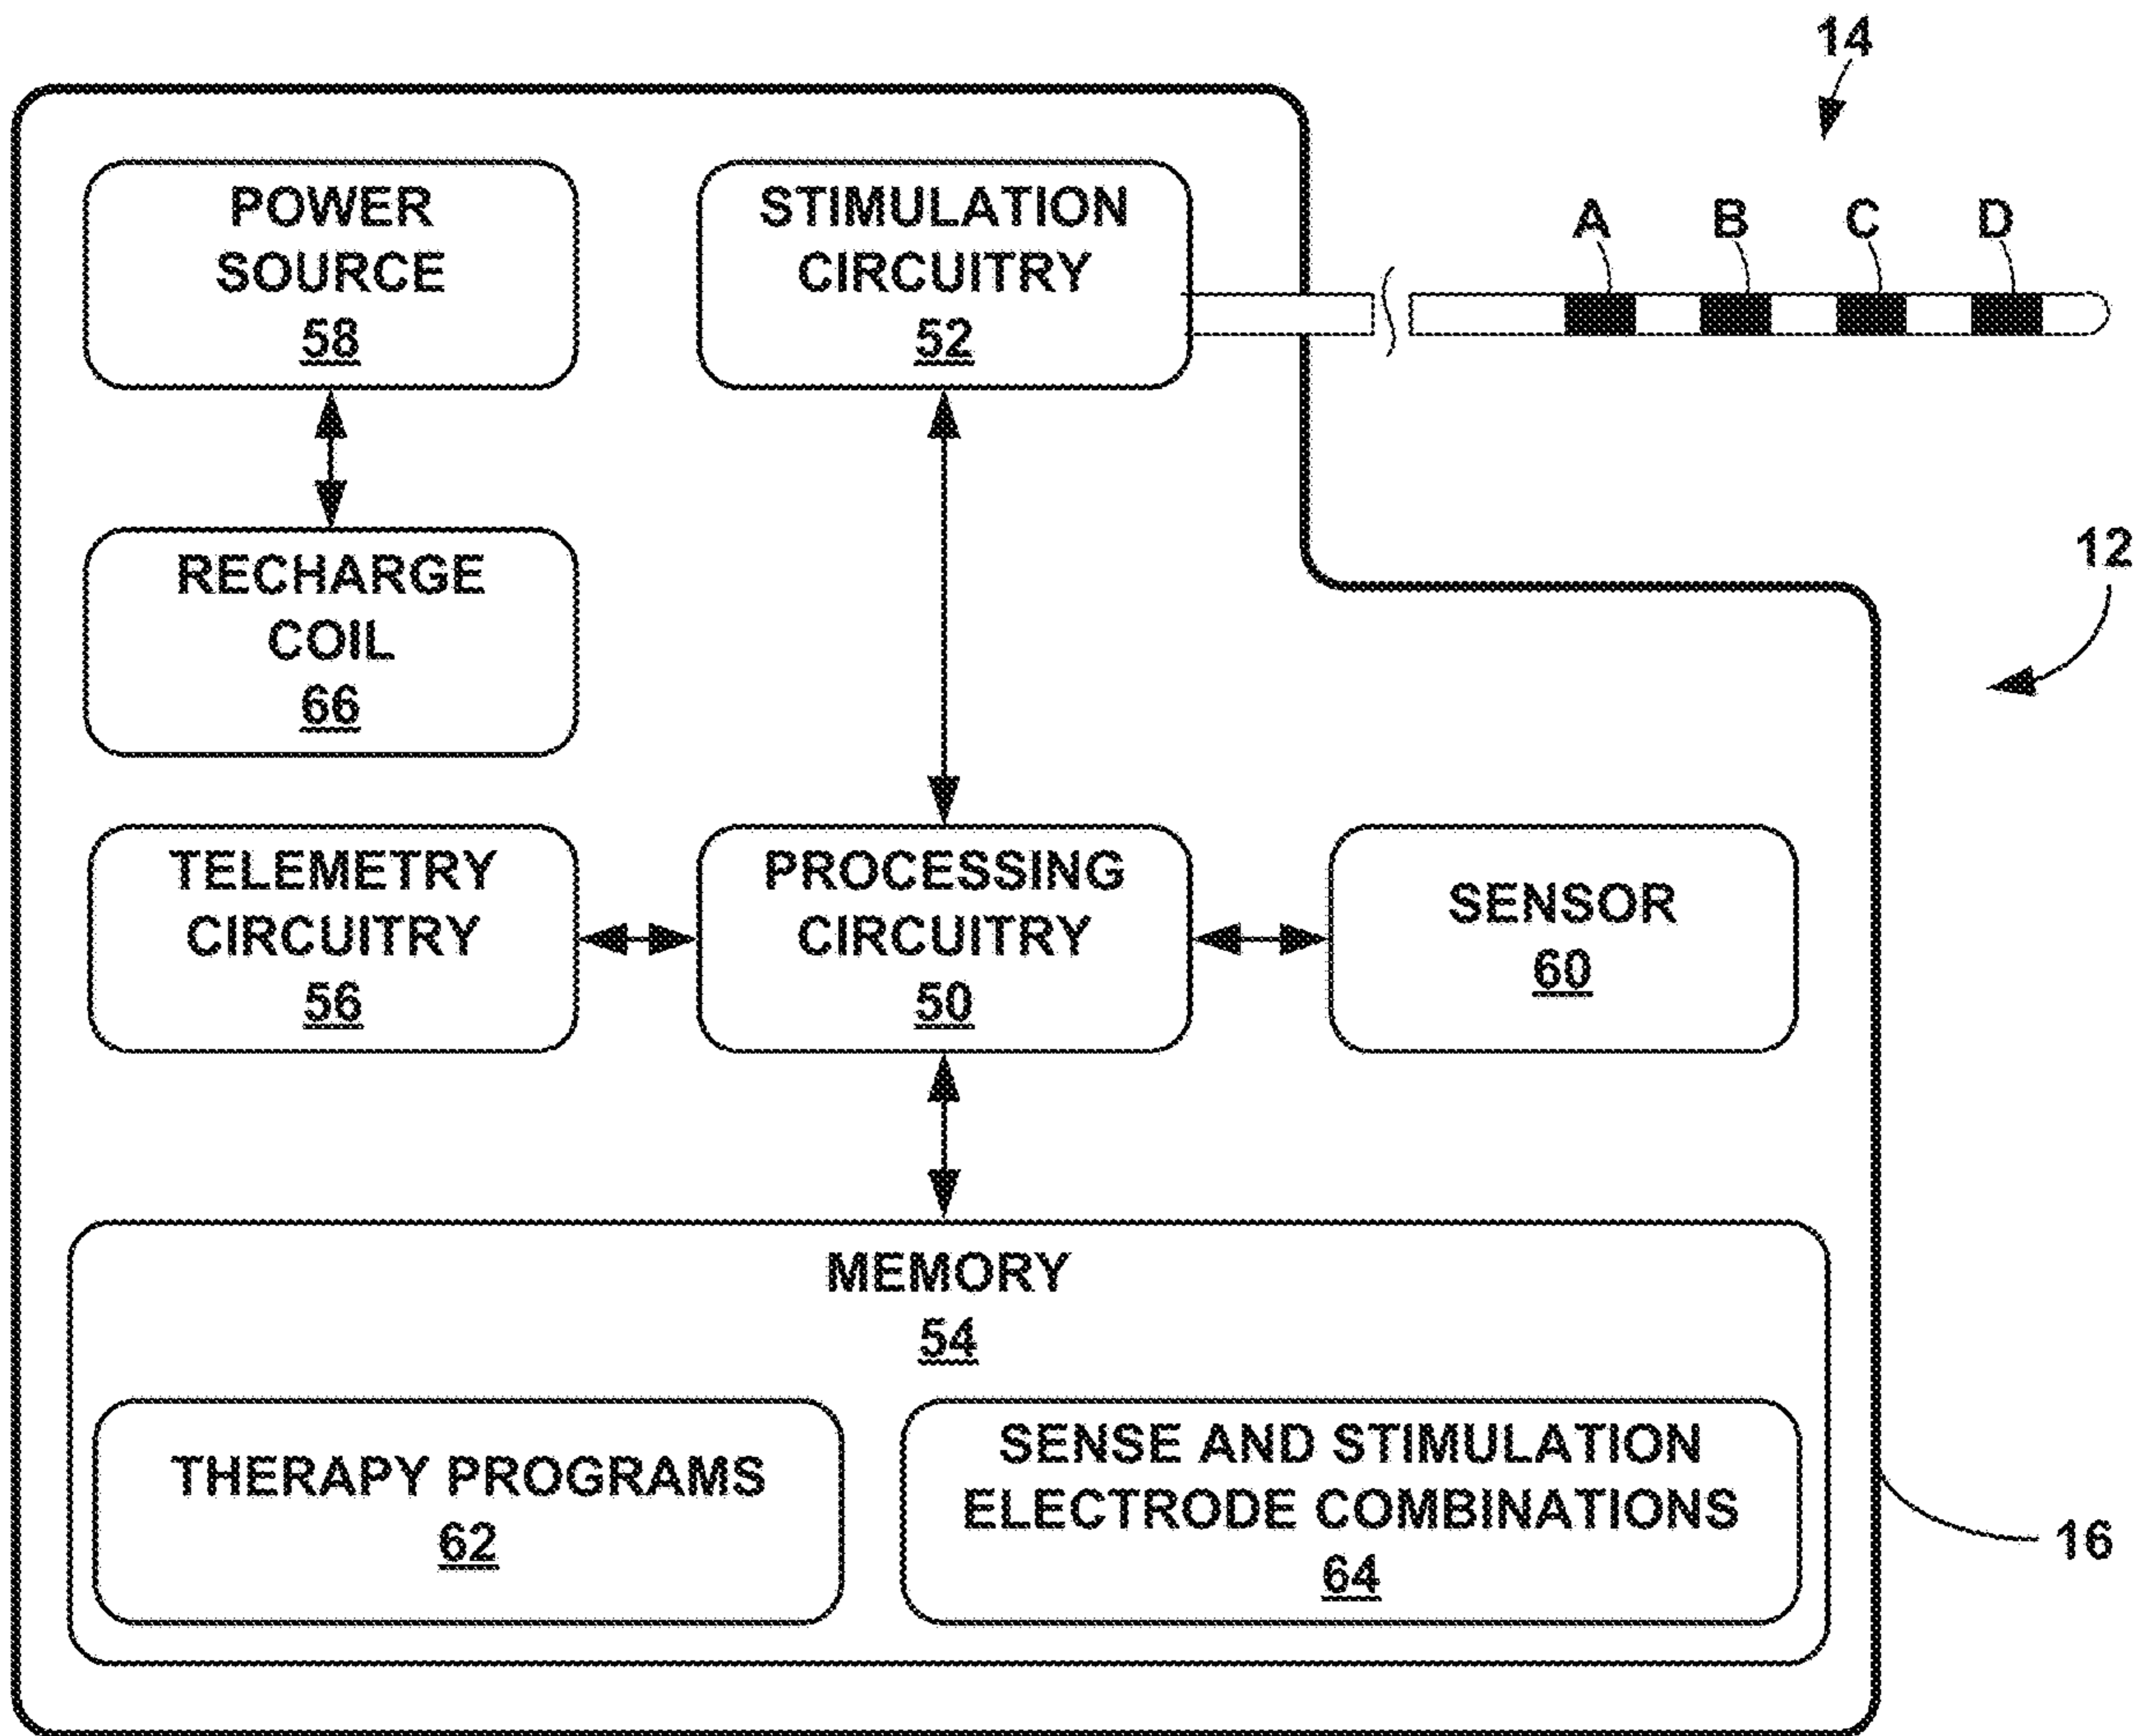 14
POWER
SOURCE
58
STIMULATION
CIRCUITRY
52
A B C D
RECHARGE
COIL
66
12
TELEMETRY
CIRCUITRY
56
PROCESSING
CIRCUITRY
50
SENSOR
60
MEMORY
54
THERAPY PROGRAMS
62
SENSE AND STIMULATION
ELECTRODE COMBINATIONS
64
16